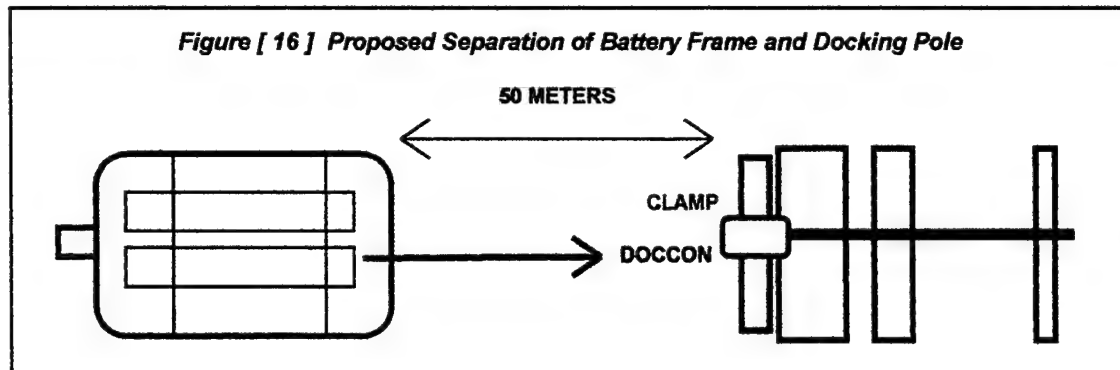 Figure [ 16 ] Proposed Separation of Battery Frame and Docking Pole
50 METERS
CLAMP
DOCCON